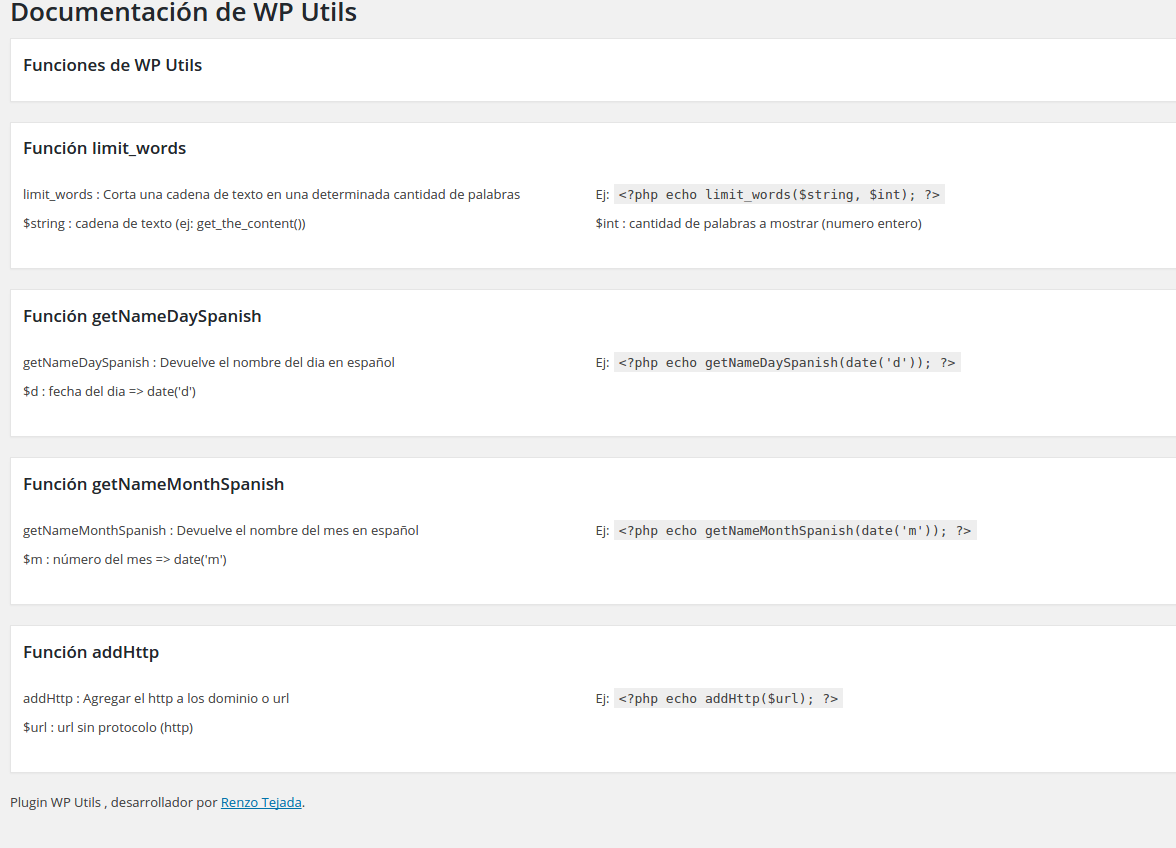 Documentación de WP Utils
Funciones de WP Utils
Función limit_words
limit_words : Corta una cadena de texto en una determinada cantidad de palabras
Ej: <?php echo limit_words($string, $int); ?>
$string : cadena de texto (ej: get_the_content())
$int : cantidad de palabras a mostrar (numero entero)
Función getNameDaySpanish
getNameDaySpanish : Devuelve el nombre del dia en español
Ej: <?php echo getNameDaySpanish(date('d')); ?>
$d : fecha del dia => date('d')
Función getNameMonthSpanish
getNameMonthSpanish : Devuelve el nombre del mes en español
Ej: <?php echo getNameMonthSpanish(date('m')); ?>
$m : número del mes => date('m')
Función addHttp
addHttp : Agregar el http a los dominio o url
Ej: <?php echo addHttp($url); ?>
$url : url sin protocolo (http)
Plugin WP Utils , desarrollador por Renzo Tejada.